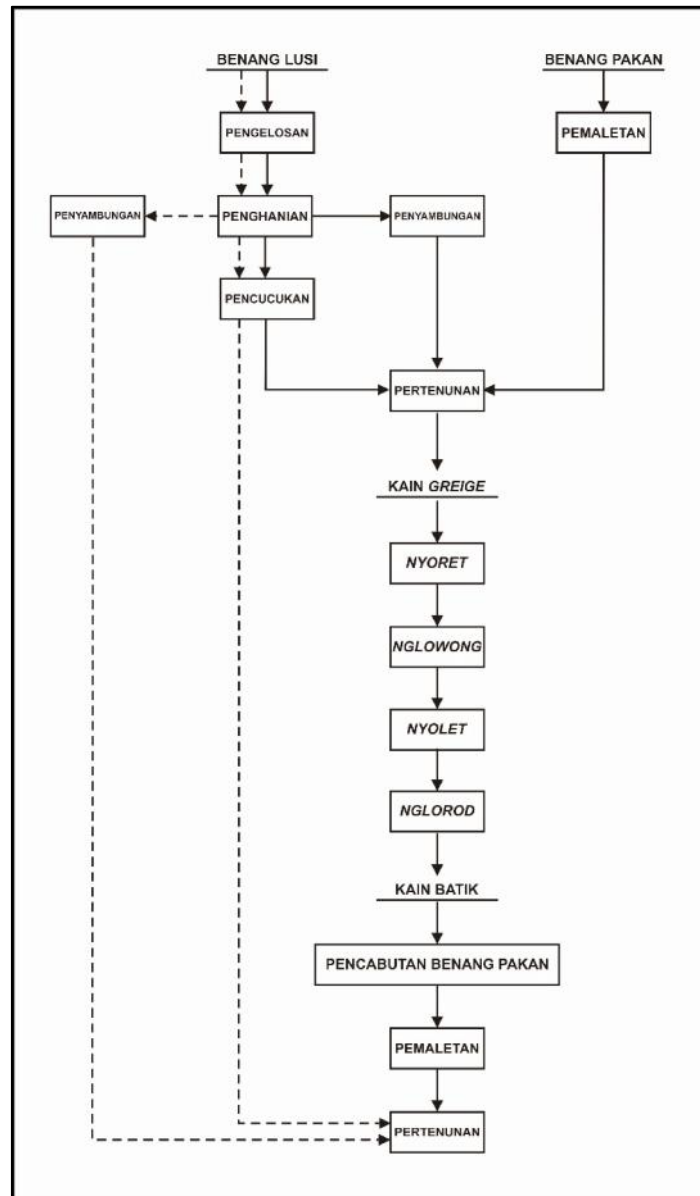 BENANG LUSI
BENANG PAKAN
PENGELOSAN
PEMALETAN
PENYAMBUNGAN
PENGHANIAN
PENYAMBUNGAN
PENCUCUKAN
PERTENUNAN
KAIN GREIGE
NYORET
NGLOWONG
NYOLET
NGLOROD
KAIN BATIK
PENCABUTAN BENANG PAKAN
PEMALETAN
PERTENUNAN